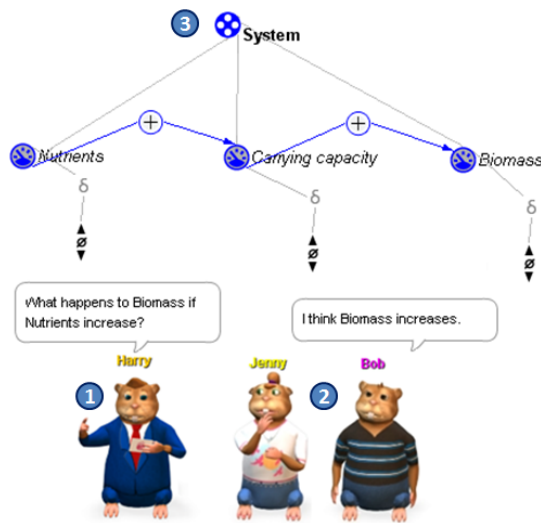 3
System
+
+
Nutrients
Carrying capacity
Biomass
δ
δ
δ
ø
ø
ø
What happens to Biomass if
Nutrients increase?
I think Biomass increases.
Harry
Jenny
Bob
1
2